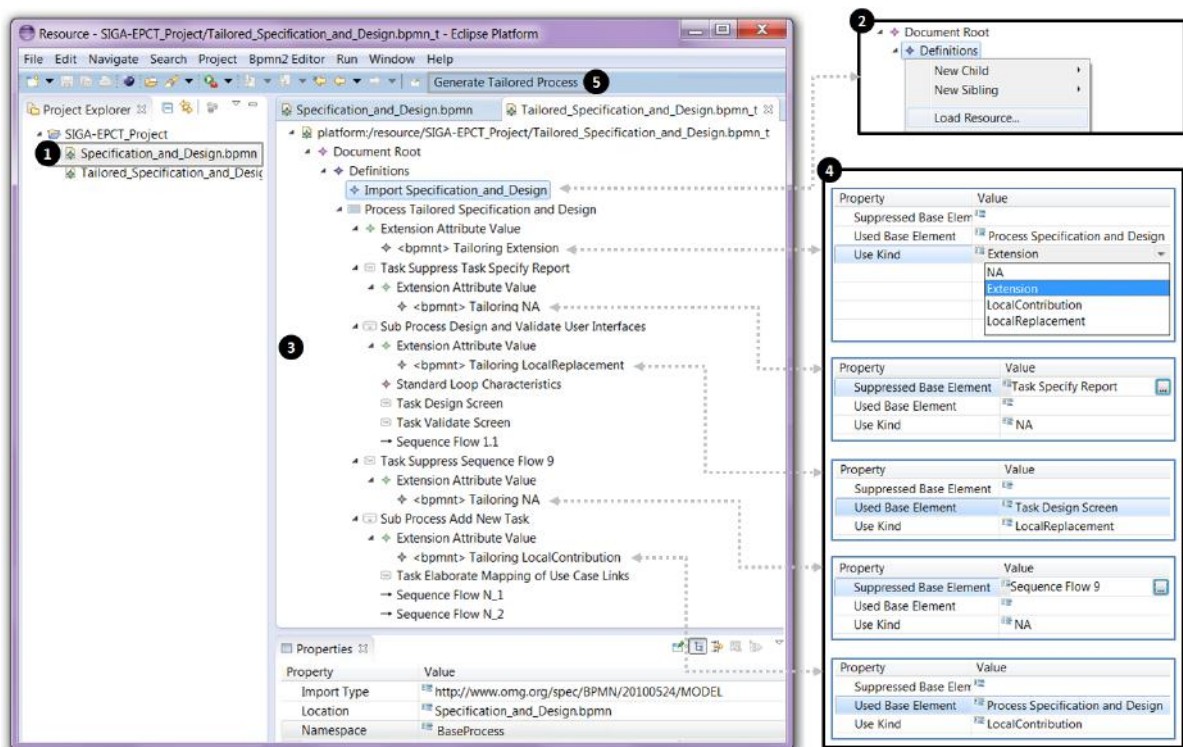 Resource - SIGA-EPCT_Project/Tailored_Specification_and_Design.bpmn_t - Eclipse Platform
File Edit Navigate Search Project Bpmn2 Editor Run Window Help
Generate Tailored Process 5
Project Explorer
SIGA-EPCT_Project
1 Specification_and_Design.bpmn
Tailored_Specification_and_Desig
Specification_and_Design.bpmn
Tailored_Specification_and_Design.bpmn_t
platform:/resource/SIGA-EPCT_Project/Tailored_Specification_and_Design.bpmn_t
Document Root
Definitions
Import Specification_and_Design
Process Tailored Specification and Design
Extension Attribute Value
<bpmnt> Tailoring Extension
Task Suppress Task Specify Report
Extension Attribute Value
<bpmnt> Tailoring NA
3
Sub Process Design and Validate User Interfaces
Extension Attribute Value
<bpmnt> Tailoring LocalReplacement
Standard Loop Characteristics
Task Design Screen
Task Validate Screen
Sequence Flow 1.1
Task Suppress Sequence Flow 9
Extension Attribute Value
<bpmnt> Tailoring NA
Sub Process Add New Task
Extension Attribute Value
<bpmnt> Tailoring LocalContribution
Task Elaborate Mapping of Use Case Links
Sequence Flow N_1
Sequence Flow N_2
Properties
Property Value
Import Type http://www.omg.org/spec/BPMN/20100524/MODEL
Location Specification_and_Design.bpmn
Namespace BaseProcess
2
Document Root
Definitions
New Child
New Sibling
Load Resource...
4
Property Value
Suppressed Base Elem
Used Base Element Process Specification and Design
Use Kind Extension
NA
Extension
LocalContribution
LocalReplacement
Property Value
Suppressed Base Element Task Specify Report ...
Used Base Element
Use Kind NA
Property Value
Suppressed Base Element
Used Base Element Task Design Screen
Use Kind LocalReplacement
Property Value
Suppressed Base Element Sequence Flow 9 ...
Used Base Element
Use Kind NA
Property Value
Suppressed Base Elem
Used Base Element Process Specification and Design
Use Kind LocalContribution